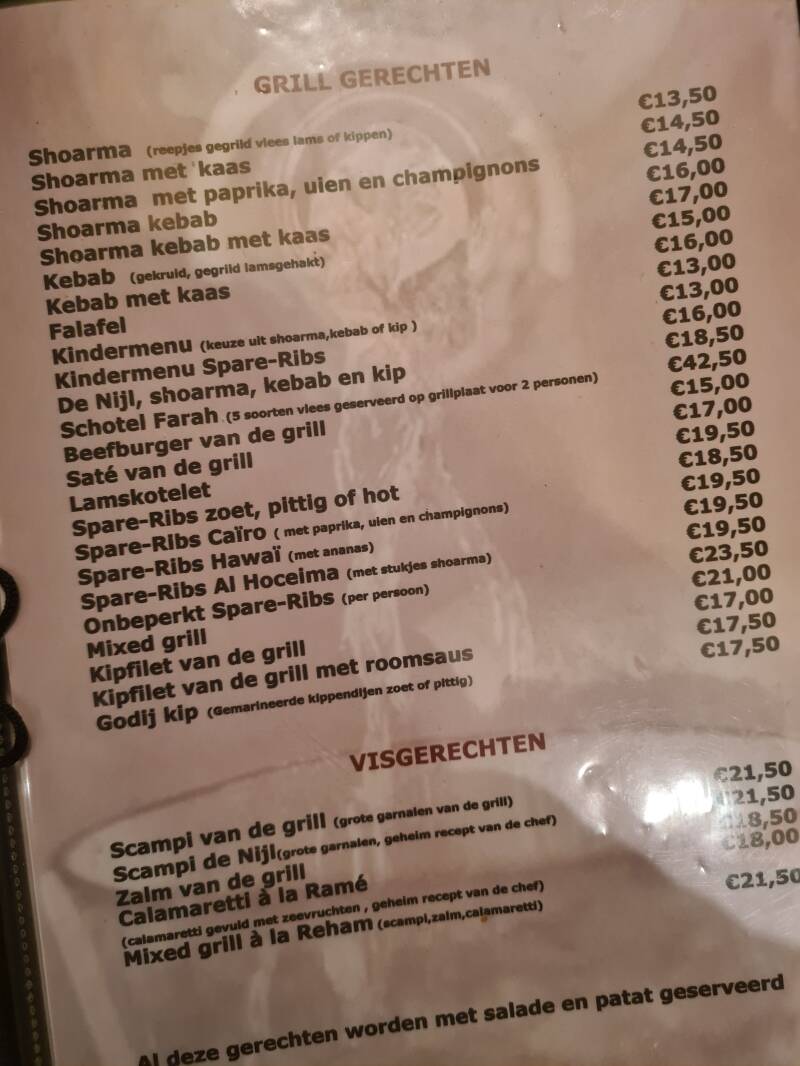 GRILL GERECHTEN
Shoarma (reepjes gegrild vlees lams of kippen) €13,50
Shoarma met kaas €14,50
Shoarma met paprika, uien en champignons €14,50
Shoarma kebab €16,00
Shoarma kebab met kaas €17,00
Kebab (gekruid, gegrild lamsgehakt) €15,00
Kebab met kaas €16,00
Falafel €13,00
Kindermenu (keuze uit shoarma,kebab of kip ) €13,00
Kindermenu Spare-Ribs €16,00
De Nijl, shoarma, kebab en kip €18,50
Schotel Farah (5 soorten vlees geserveerd op grillplaat voor 2 personen) €42,50
Beefburger van de grill €15,00
Saté van de grill €17,00
Lamskotelet €19,50
Spare-Ribs zoet, pittig of hot €18,50
Spare-Ribs Caïro ( met paprika, uien en champignons) €19,50
Spare-Ribs Hawaï (met ananas) €19,50
Spare-Ribs Al Hoceima (met stukjes shoarma) €19,50
Onbeperkt Spare-Ribs (per persoon) €23,50
Mixed grill €21,00
Kipfilet van de grill €17,00
Kipfilet van de grill met roomsaus €17,50
Godij kip (Gemarineerde kippendijen zoet of pittig) €17,50
VISGERECHTEN
Scampi van de grill (grote garnalen van de grill) €21,50
Scampi de Nijl(grote garnalen, geheim recept van de chef) €21,50
Zalm van de grill €18,50
Calamaretti à la Ramé €18,00
(calamaretti gevuld met zeevruchten , geheim recept van de chef)
Mixed grill à la Reham (scampi,zalm,calamaretti) €21,50
Al deze gerechten worden met salade en patat geserveerd